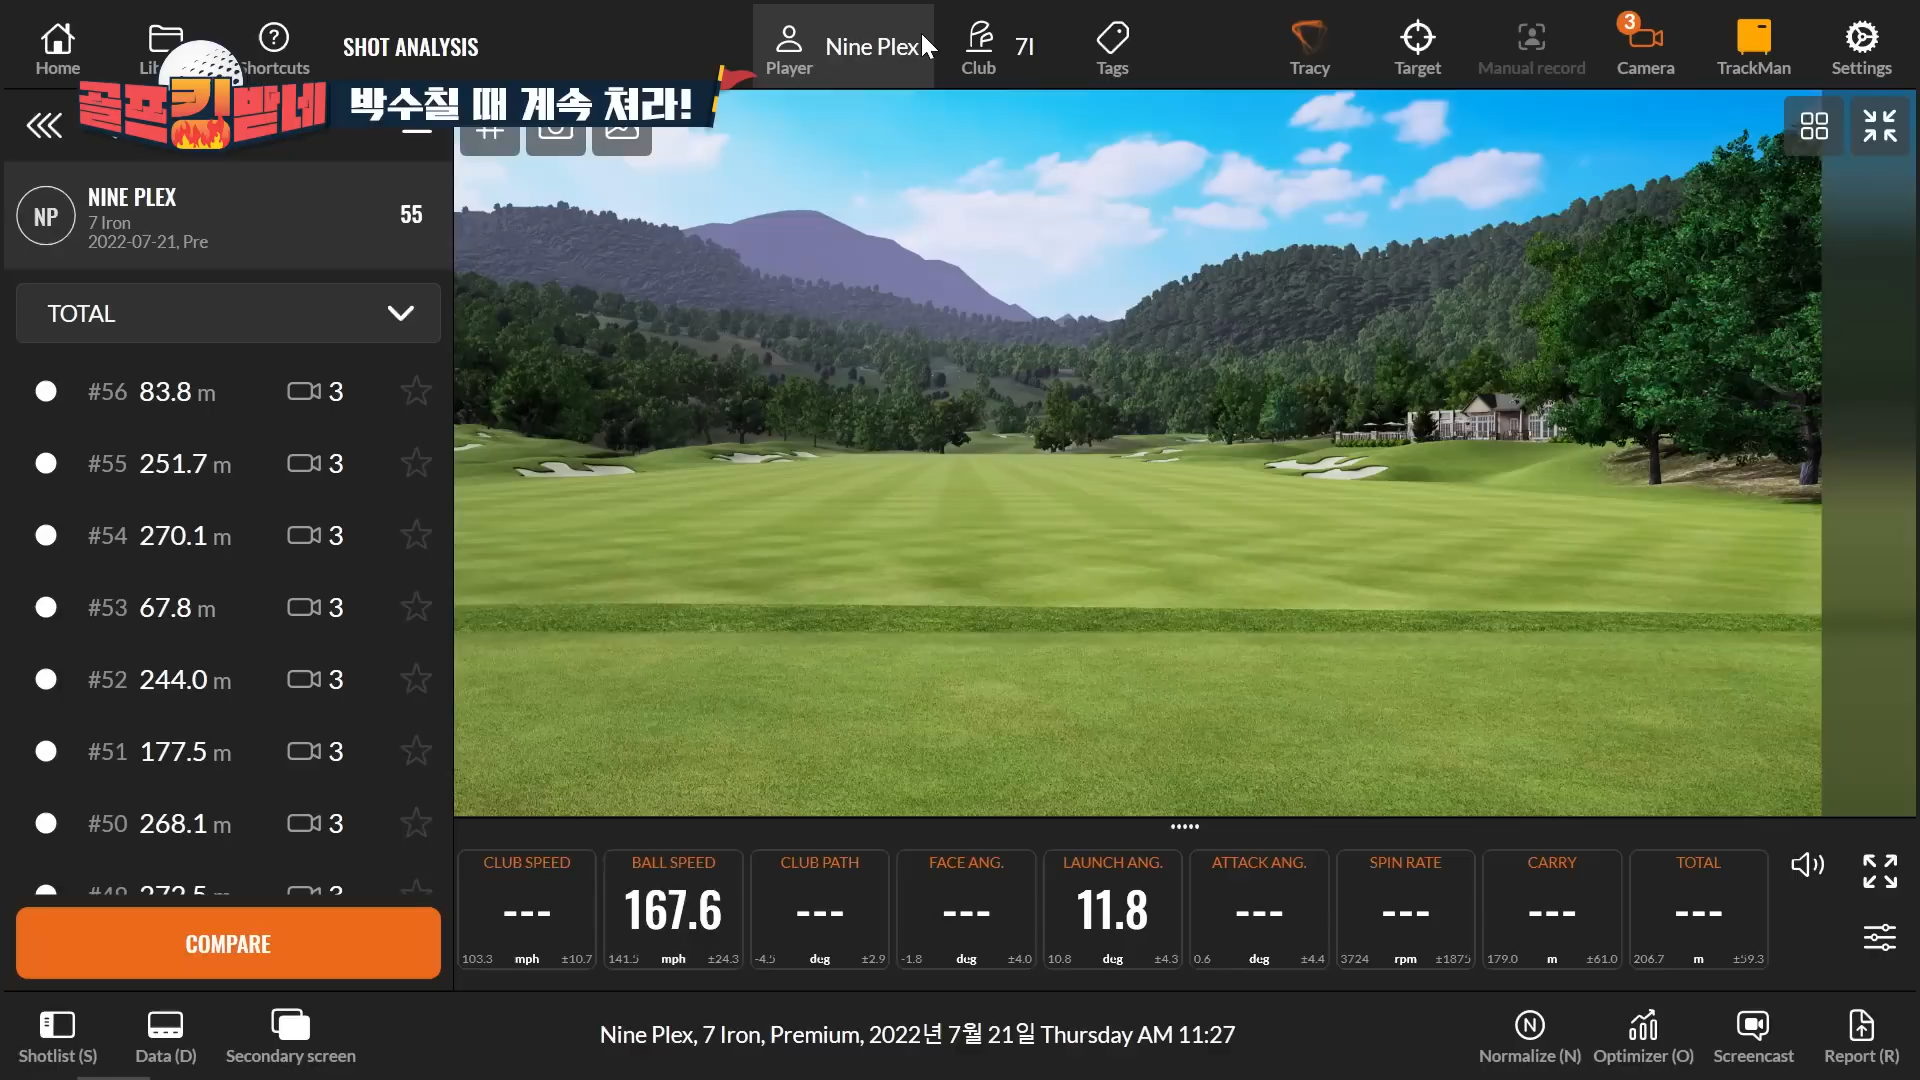 Home
Shortcuts
SHOT ANALYSIS
Player
Nine Plex
Club
7I
Tags
Tracy
Target
Manual record
3
Camera
TrackMan
Settings
골프킹받네
박수칠 때 계속 쳐라!
NP
NINE PLEX
7 Iron
2022-07-21, Pre
55
TOTAL
#56 83.8 m 3
#55 251.7 m 3
#54 270.1 m 3
#53 67.8 m 3
#52 244.0 m 3
#51 177.5 m 3
#50 268.1 m 3
COMPARE
CLUB SPEED
---
103.3 mph ±10.7
BALL SPEED
167.6
141.5 mph ±24.3
CLUB PATH
---
-4.5 deg ±2.9
FACE ANG.
---
-1.8 deg ±4.0
LAUNCH ANG.
11.8
10.8 deg ±4.3
ATTACK ANG.
---
0.6 deg ±4.4
SPIN RATE
---
3724 rpm ±1875
CARRY
---
179.0 m ±61.0
TOTAL
---
206.7 m ±59.3
Shotlist (S)
Data (D)
Secondary screen
Nine Plex, 7 Iron, Premium, 2022년 7월 21일 Thursday AM 11:27
N
Normalize (N)
Optimizer (O)
Screencast
Report (R)